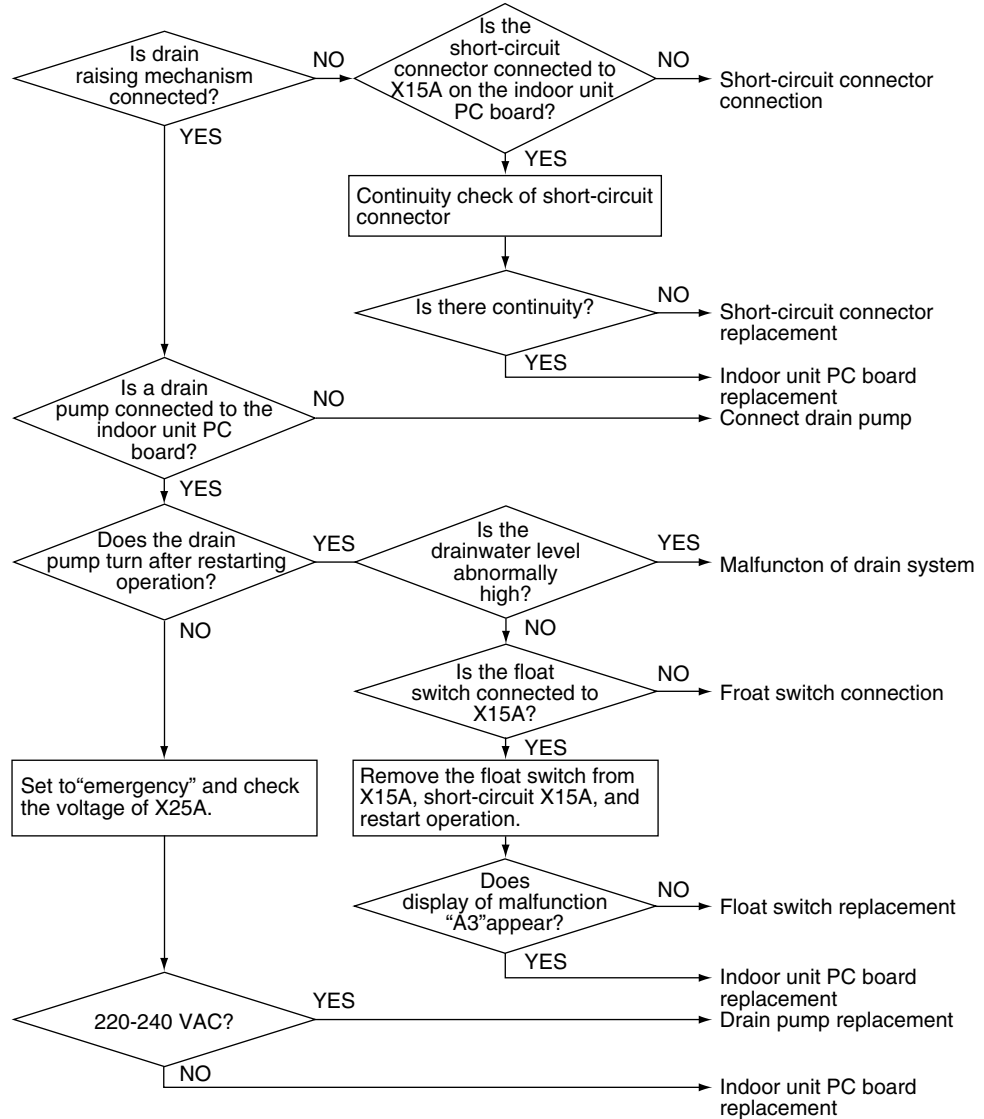 Is drain
raising mechanism
connected?
NO
YES
Is the
short-circuit
connector connected to
X15A on the indoor unit
PC board?
NO
Short-circuit connector
connection
YES
Continuity check of short-circuit
connector
Is there continuity?
NO
Short-circuit connector
replacement
YES
Indoor unit PC board
replacement
Is a drain
pump connected to the
indoor unit PC
board?
NO
Connect drain pump
YES
Does the drain
pump turn after restarting
operation?
YES
NO
Is the
drainwater level
abnormally
high?
YES
Malfuncton of drain system
NO
Is the float
switch connected to
X15A?
NO
Froat switch connection
YES
Set to“emergency” and check
the voltage of X25A.
Remove the float switch from
X15A, short-circuit X15A, and
restart operation.
Does
display of malfunction
“A3”appear?
NO
Float switch replacement
YES
Indoor unit PC board
replacement
220-240 VAC?
YES
Drain pump replacement
NO
Indoor unit PC board
replacement